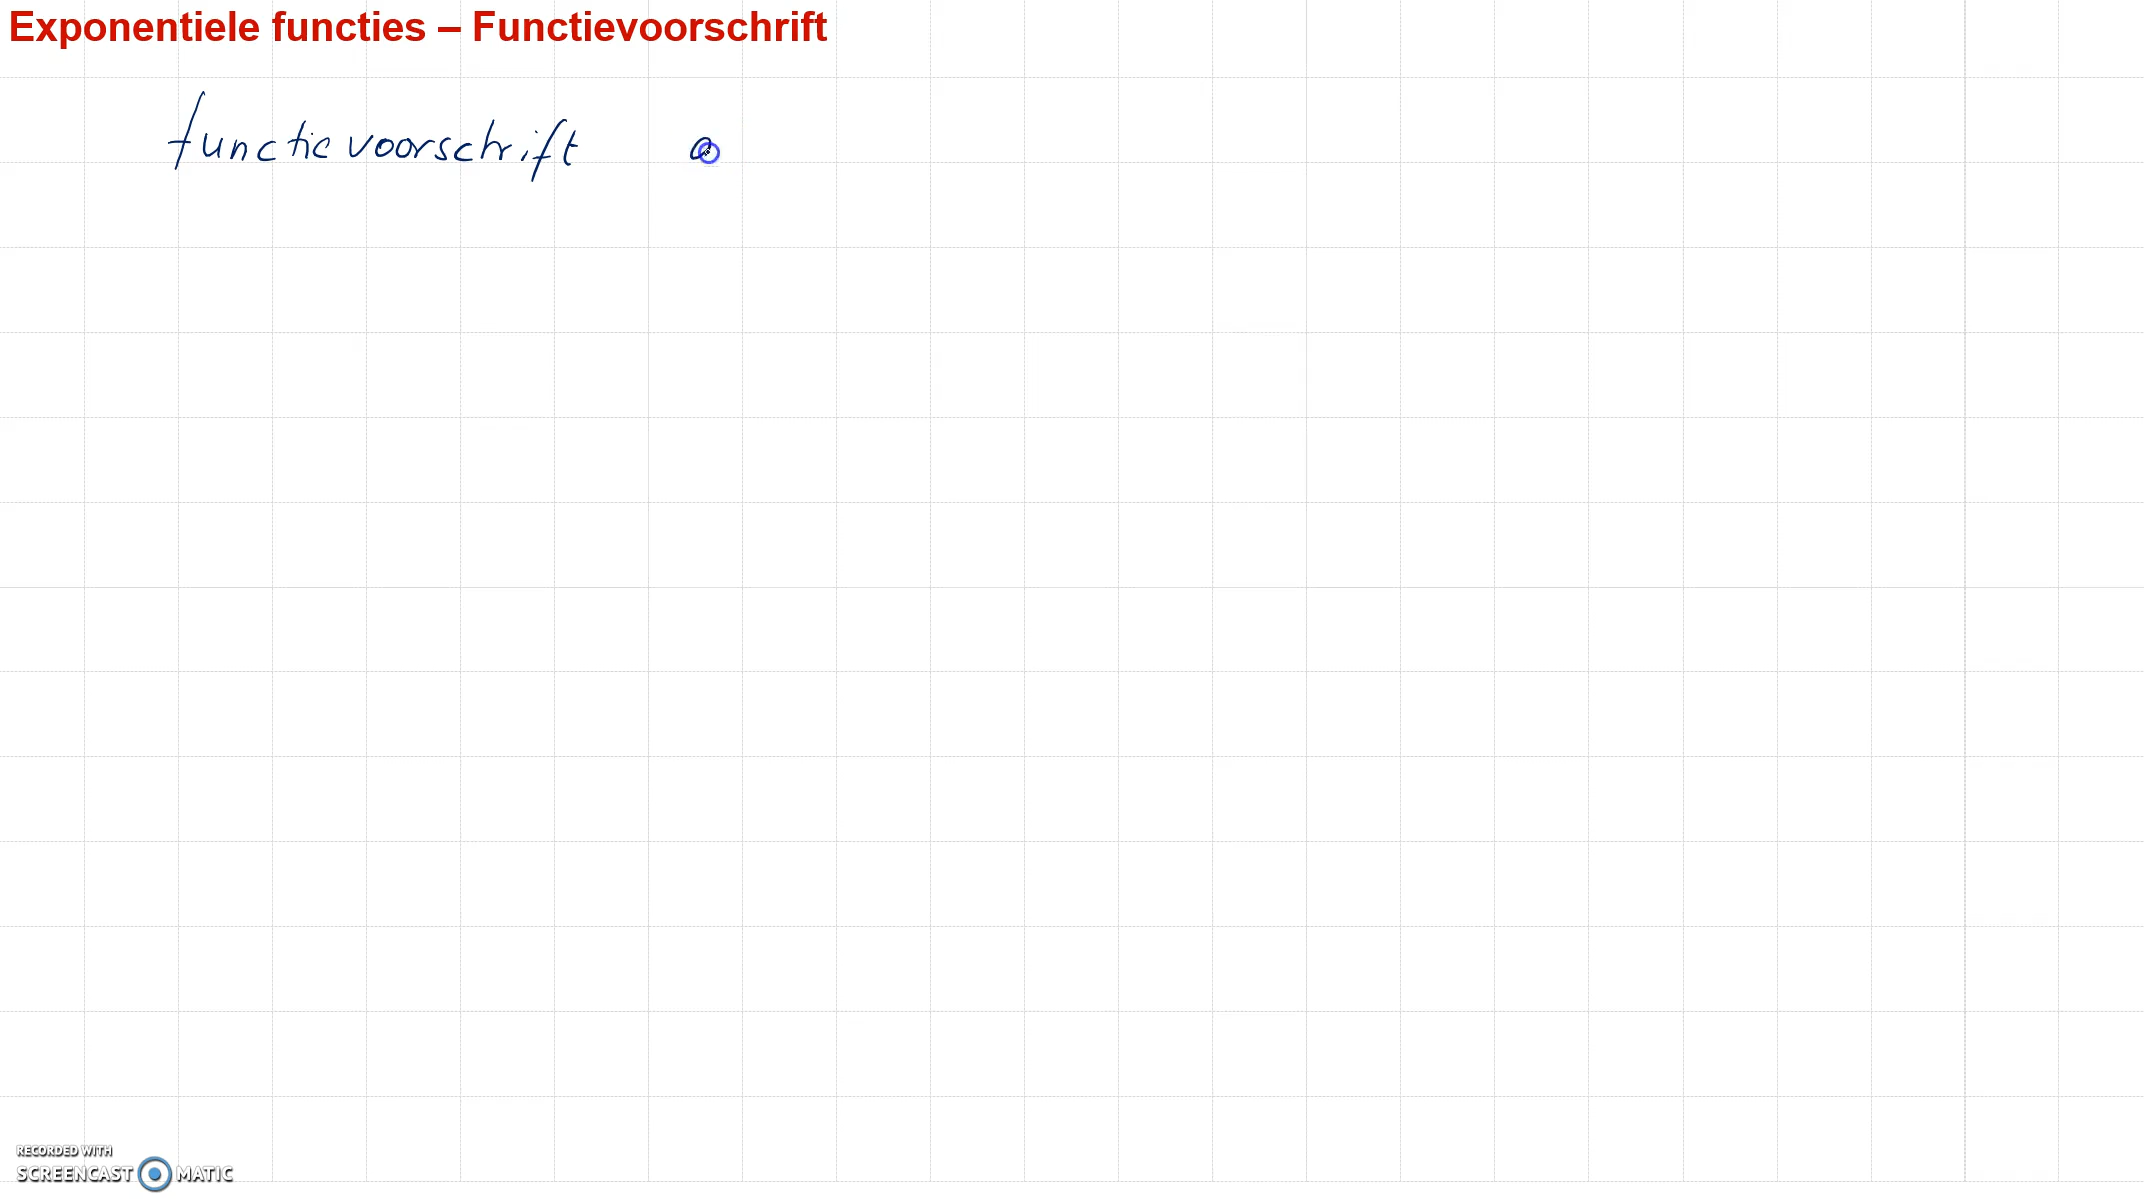 Exponentiele functies – Functievoorschrift
functievoorschrift a
RECORDED WITH
SCREENCAST MATIC